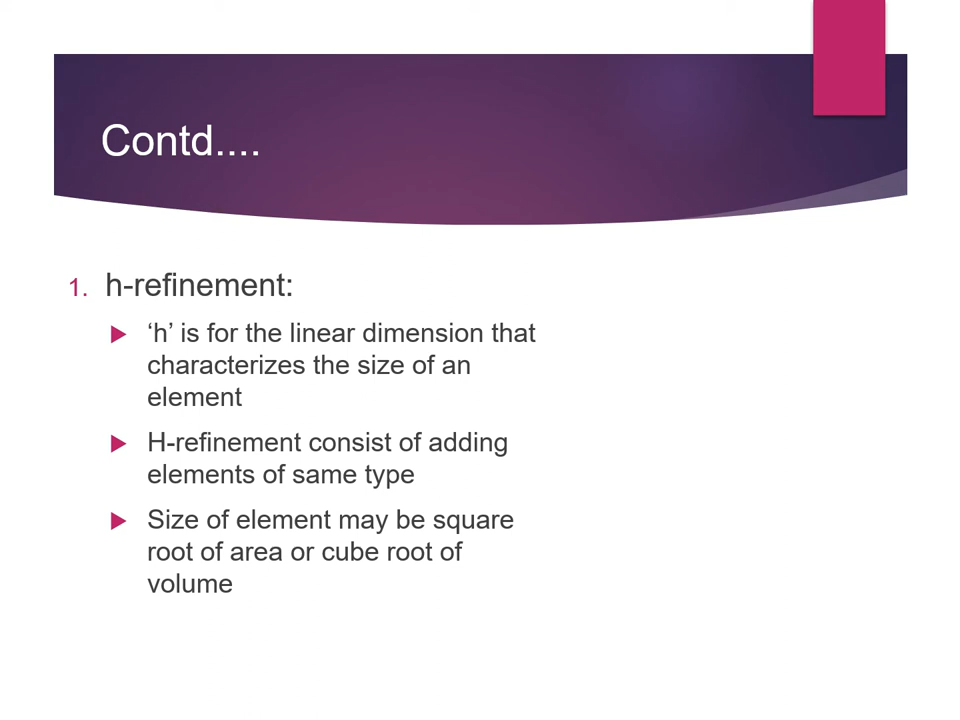 Contd....
1. h-refinement:
‘h’ is for the linear dimension that
characterizes the size of an
element
H-refinement consist of adding
elements of same type
Size of element may be square
root of area or cube root of
volume